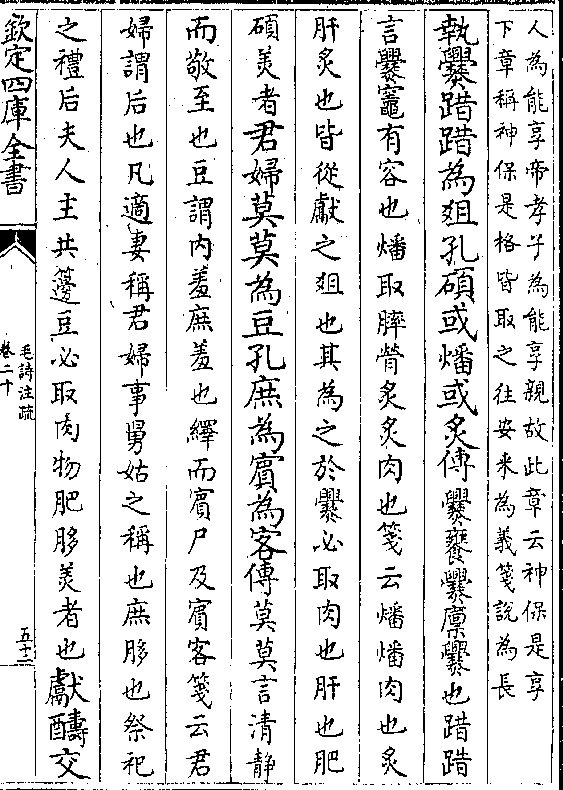 人為能享帝孝子為能享親故此章云神保是享
下章稱神保是格皆取之往安來為義箋說為長
執爨踖踖為俎孔碩或燔或炙傳爨饔爨廩爨也踖踖
言爨竈有容也燔取膟膋炙炙肉也箋云燔燔肉也炙
肝炙也皆從獻之俎也其為之於爨必取肉也肝也肥
碩美者君婦莫莫為豆孔庶為賔為客傳莫莫言清静
而敬至也豆謂内羞庶羞也繹而賔尸及賔客箋云君
婦謂后也凡適妻稱君婦事舅姑之稱也庶䏧也祭祀
之禮后夫人主共籩豆必取肉物肥䏧美者也獻醻交
欽定四庫全書
毛詩注疏
卷二十
五十二